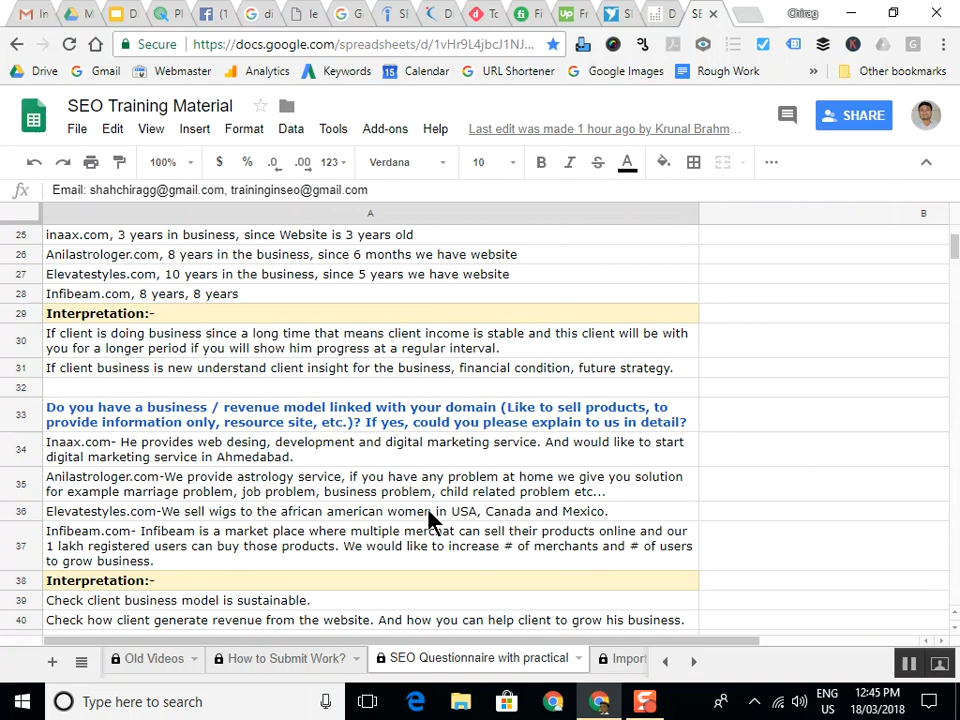 In
D
Pl
(1
di
le
G
SE
D
To
Fi
Fr
SI
D
SE
Chirag
Secure https://docs.google.com/spreadsheets/d/1vHr9L4jbcJ1NJ...
Drive Gmail Webmaster Analytics Keywords Calendar URL Shortener Google Images Rough Work » Other bookmarks
SEO Training Material
SHARE
File Edit View Insert Format Data Tools Add-ons Help Last edit was made 1 hour ago by Krunal Brahm...
100% $ % .0 .00 123 Verdana 10 B I S A
fx Email: shahchiragg@gmail.com, traininginseo@gmail.com
A B
25 inaax.com, 3 years in business, since Website is 3 years old
26 Anilastrologer.com, 8 years in the business, since 6 months we have website
27 Elevatestyles.com, 10 years in the business, since 5 years we have website
28 Infibeam.com, 8 years, 8 years
29 Interpretation:-
30 If client is doing business since a long time that means client income is stable and this client will be with
you for a longer period if you will show him progress at a regular interval.
31 If client business is new understand client insight for the business, financial condition, future strategy.
32
33 Do you have a business / revenue model linked with your domain (Like to sell products, to
provide information only, resource site, etc.)? If yes, could you please explain to us in detail?
34 Inaax.com- He provides web desing, development and digital marketing service. And would like to start
digital marketing service in Ahmedabad.
35 Anilastrologer.com-We provide astrology service, if you have any problem at home we give you solution
for example marriage problem, job problem, business problem, child related problem etc...
36 Elevatestyles.com-We sell wigs to the african american women in USA, Canada and Mexico.
37 Infibeam.com- Infibeam is a market place where multiple merchat can sell their products online and our
1 lakh registered users can buy those products. We would like to increase # of merchants and # of users
to grow business.
38 Interpretation:-
39 Check client business model is sustainable.
40 Check how client generate revenue from the website. And how you can help client to grow his business.
Old Videos How to Submit Work? SEO Questionnaire with practical Import
Type here to search
ENG 12:45 PM
US 18/03/2018